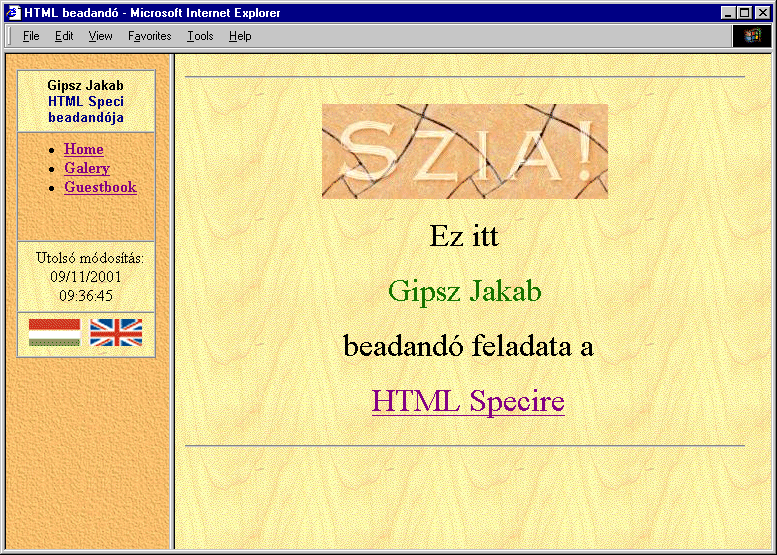 HTML beadandó - Microsoft Internet Explorer
File Edit View Favorites Tools Help
Gipsz Jakab
HTML Speci
beadandója
Home
Galery
Guestbook
Utolsó módosítás:
09/11/2001
09:36:45
SZIA!
Ez itt
Gipsz Jakab
beadandó feladata a
HTML Specire